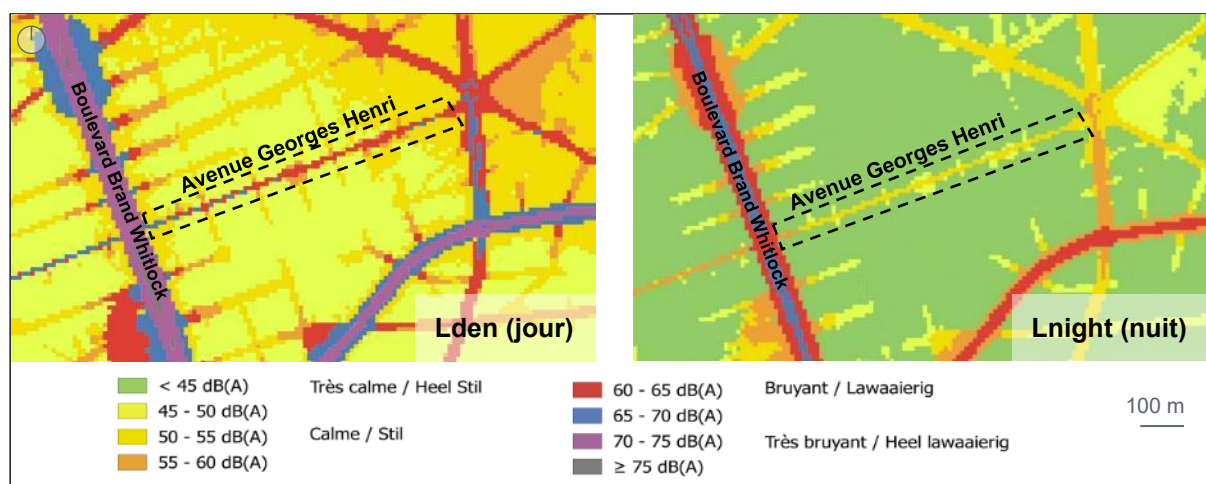 Boulevard Brand Whitlock
Avenue Georges Henri
Lden (jour)
Boulevard Brand Whitlock
Avenue Georges Henri
Lnight (nuit)
< 45 dB(A)
Très calme / Heel Stil
45 - 50 dB(A)
50 - 55 dB(A)
Calme / Stil
55 - 60 dB(A)
60 - 65 dB(A)
Bruyant / Lawaaierig
65 - 70 dB(A)
70 - 75 dB(A)
Très bruyant / Heel lawaaierig
≥ 75 dB(A)
100 m